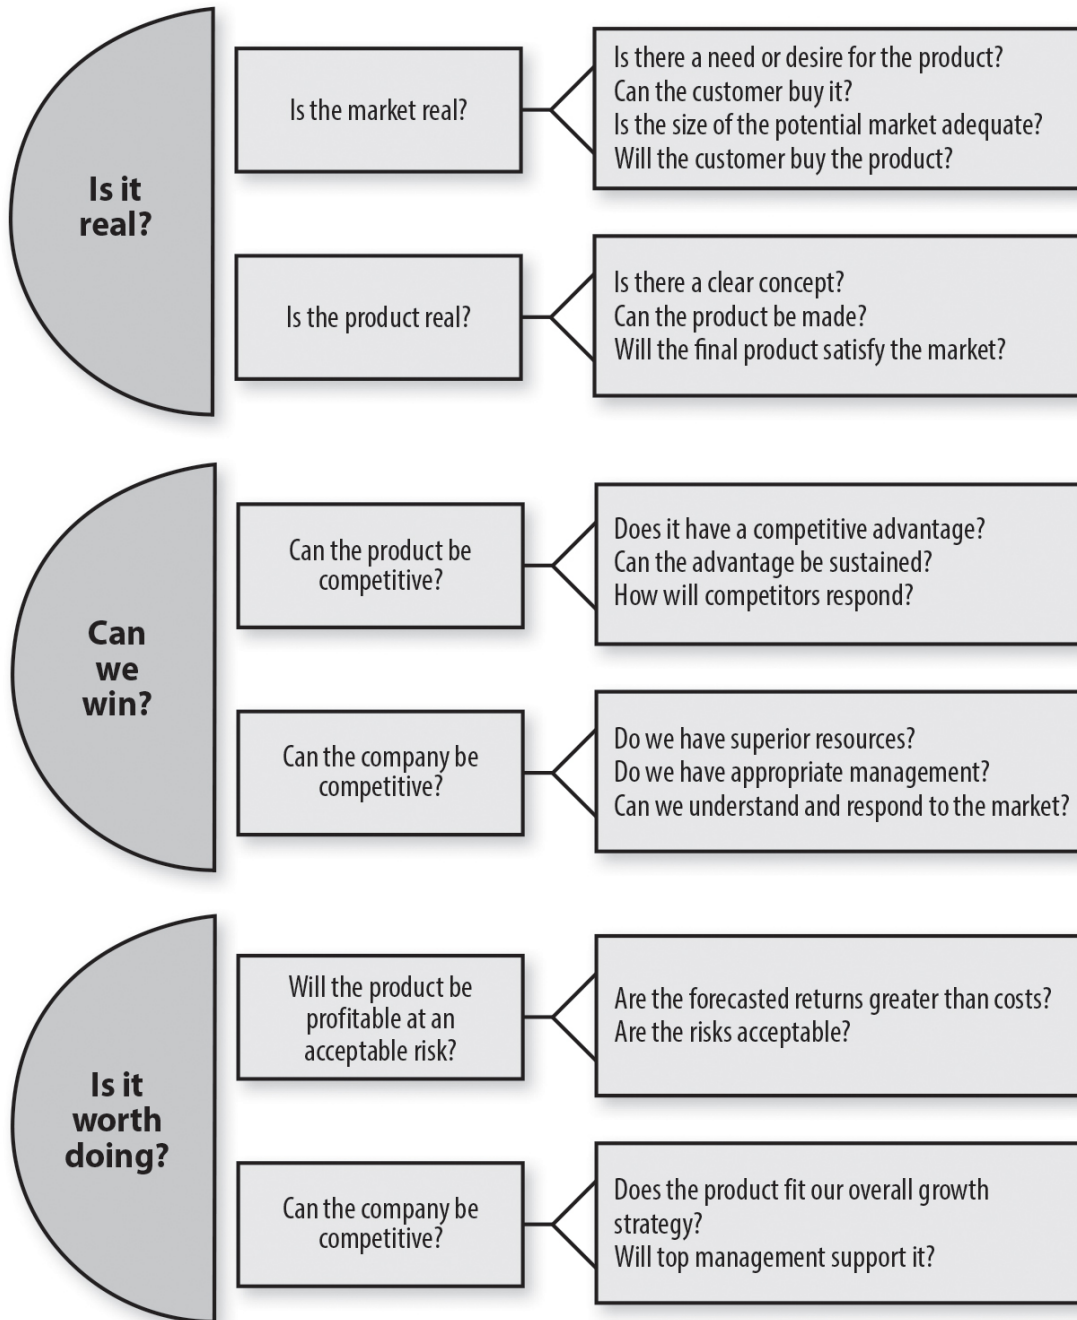 Is it
real?
Is the market real?
Is there a need or desire for the product?
Can the customer buy it?
Is the size of the potential market adequate?
Will the customer buy the product?
Is the product real?
Is there a clear concept?
Can the product be made?
Will the final product satisfy the market?
Can
we
win?
Can the product be
competitive?
Does it have a competitive advantage?
Can the advantage be sustained?
How will competitors respond?
Can the company be
competitive?
Do we have superior resources?
Do we have appropriate management?
Can we understand and respond to the market?
Is it
worth
doing?
Will the product be
profitable at an
acceptable risk?
Are the forecasted returns greater than costs?
Are the risks acceptable?
Can the company be
competitive?
Does the product fit our overall growth
strategy?
Will top management support it?